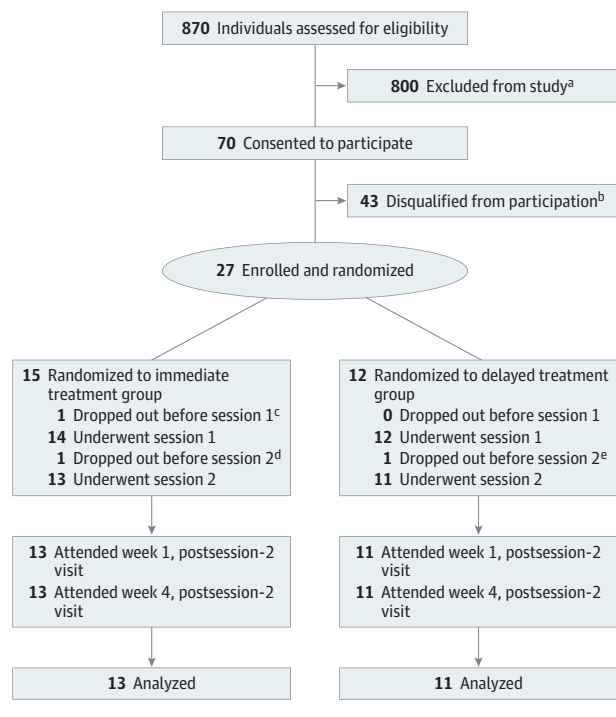 870 Individuals assessed for eligibility
800 Excluded from studyᵃ
70 Consented to participate
43 Disqualified from participationᵇ
27 Enrolled and randomized
15 Randomized to immediate
treatment group
1 Dropped out before session 1ᶜ
14 Underwent session 1
1 Dropped out before session 2ᵈ
13 Underwent session 2
12 Randomized to delayed treatment
group
0 Dropped out before session 1
12 Underwent session 1
1 Dropped out before session 2ᵉ
11 Underwent session 2
13 Attended week 1, postsession-2
visit
13 Attended week 4, postsession-2
visit
11 Attended week 1, postsession-2
visit
11 Attended week 4, postsession-2
visit
13 Analyzed
11 Analyzed